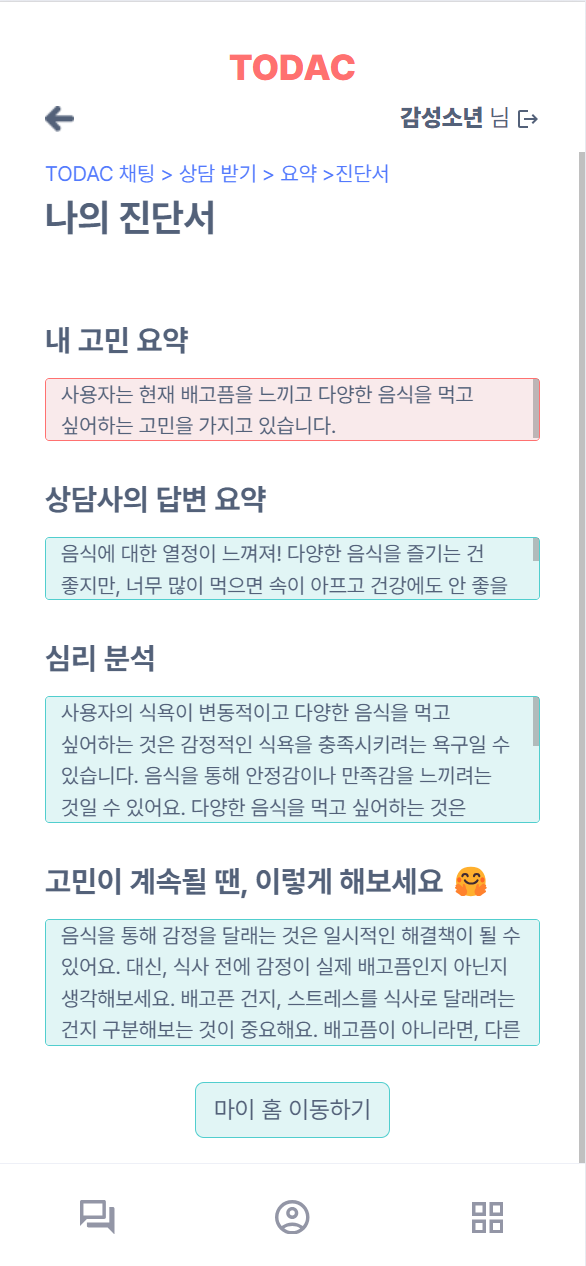 TODAC
감성소년 님
TODAC 채팅 > 상담 받기 > 요약 >진단서
나의 진단서
내 고민 요약
사용자는 현재 배고픔을 느끼고 다양한 음식을 먹고
싶어하는 고민을 가지고 있습니다.
상담사의 답변 요약
음식에 대한 열정이 느껴져! 다양한 음식을 즐기는 건
좋지만, 너무 많이 먹으면 속이 아프고 건강에도 안 좋을
심리 분석
사용자의 식욕이 변동적이고 다양한 음식을 먹고
싶어하는 것은 감정적인 식욕을 충족시키려는 욕구일 수
있습니다. 음식을 통해 안정감이나 만족감을 느끼려는
것일 수 있어요. 다양한 음식을 먹고 싶어하는 것은
고민이 계속될 땐, 이렇게 해보세요 🤗
음식을 통해 감정을 달래는 것은 일시적인 해결책이 될 수
있어요. 대신, 식사 전에 감정이 실제 배고픔인지 아닌지
생각해보세요. 배고픈 건지, 스트레스를 식사로 달래려는
건지 구분해보는 것이 중요해요. 배고픔이 아니라면, 다른
마이 홈 이동하기